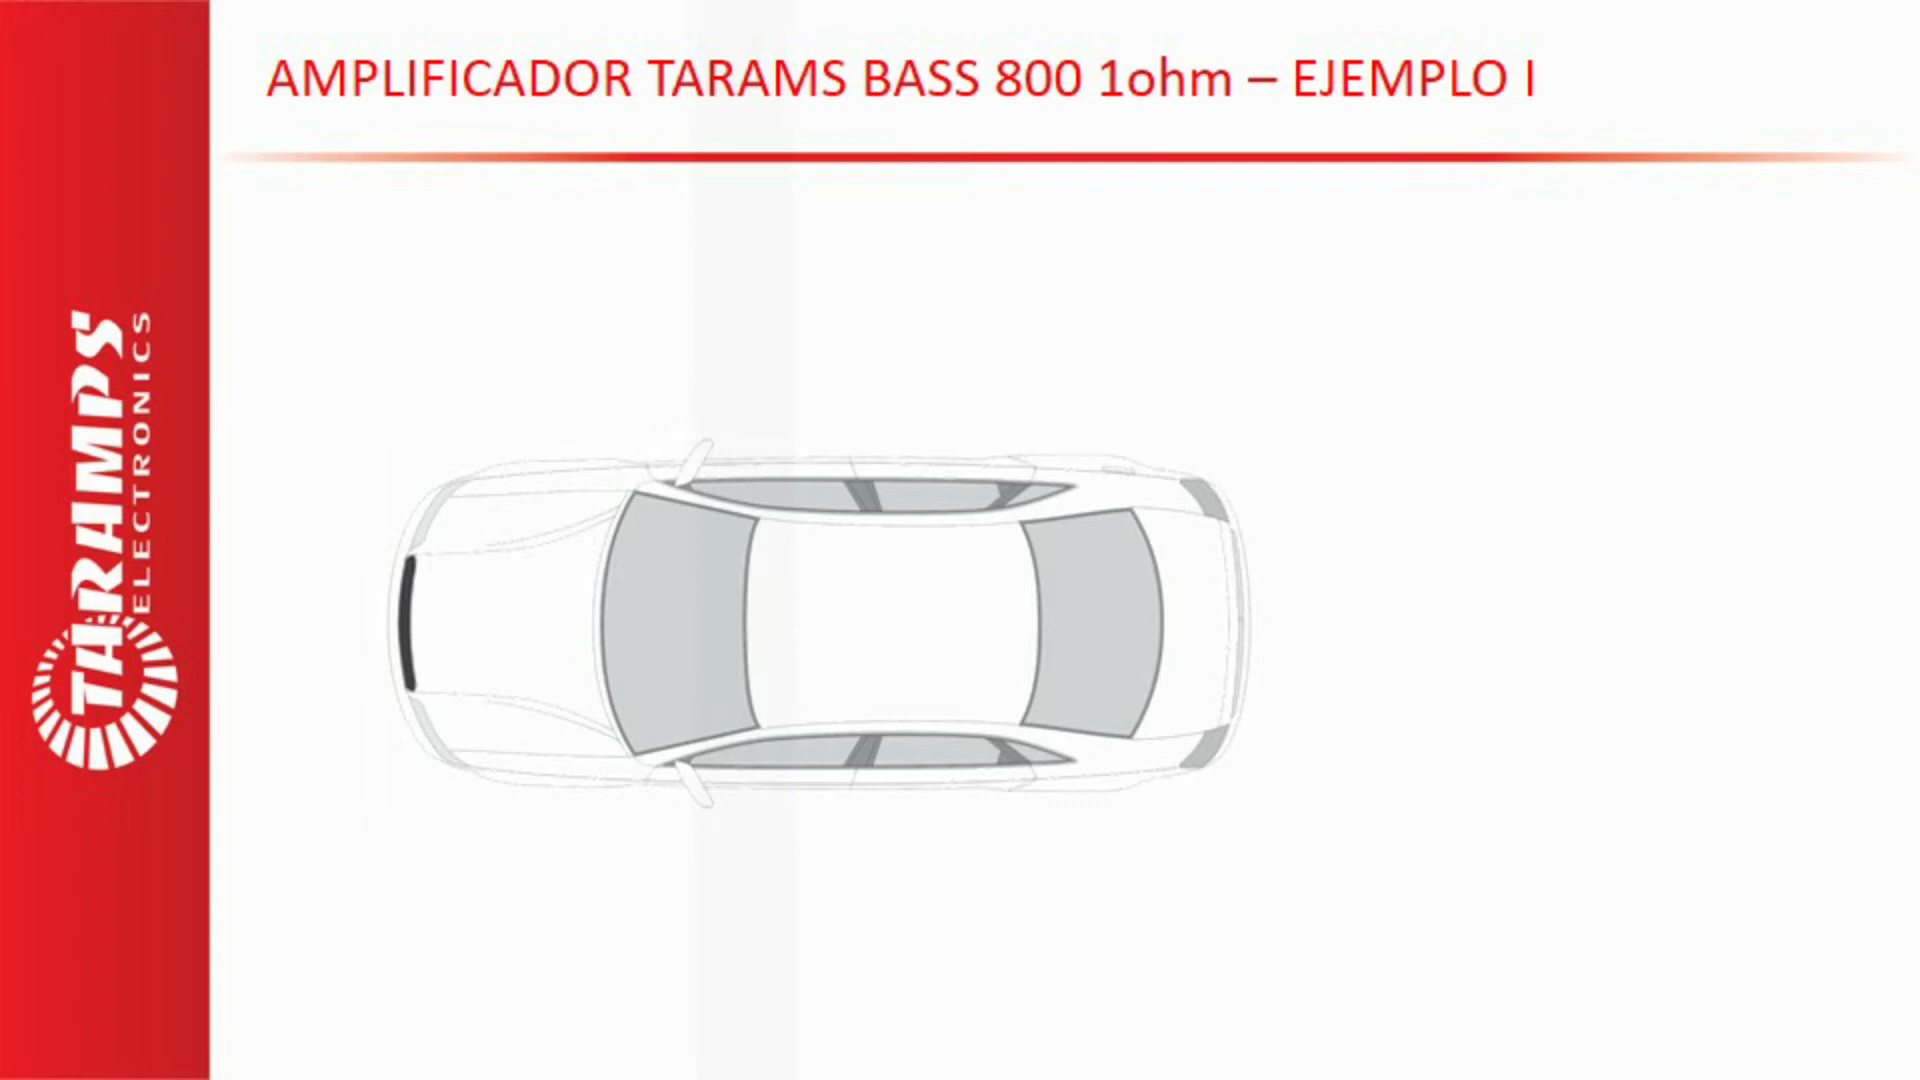 AMPLIFICADOR TARAMS BASS 800 1ohm – EJEMPLO I
TARAMPS
ELECTRONICS